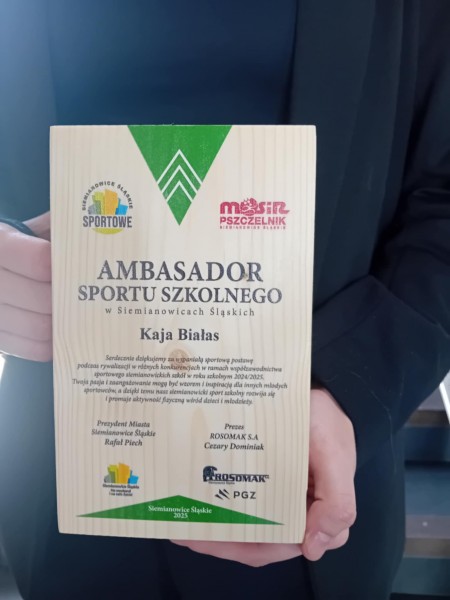 SIEMIANOWICE ŚLĄSKIE
SPORTOWE
MOSiR
PSZCZELNIK
SIEMIANOWICE ŚLĄSKIE
AMBASADOR
SPORTU SZKOLNEGO
w Siemianowicach Śląskich
Kaja Białas
Serdecznie dziękujemy za wspaniałą sportową postawę
podczas rywalizacji w różnych konkurencjach w ramach współzawodnictwa
sportowego siemianowickich szkół w roku szkolnym 2024/2025.
Twoja pasja i zaangażowanie mogą być wzorem i inspiracją dla innych młodych
sportowców, a dzięki temu nasz siemianowicki sport szkolny rozwija się
i promuje aktywność fizyczną wśród dzieci i młodzieży.
Prezydent Miasta
Siemianowice Śląskie
Rafał Piech
Prezes
ROSOMAK S.A
Cezary Dominiak
Siemianowice Śląskie
ROSOMAK
PGZ
Siemianowice Śląskie
2025